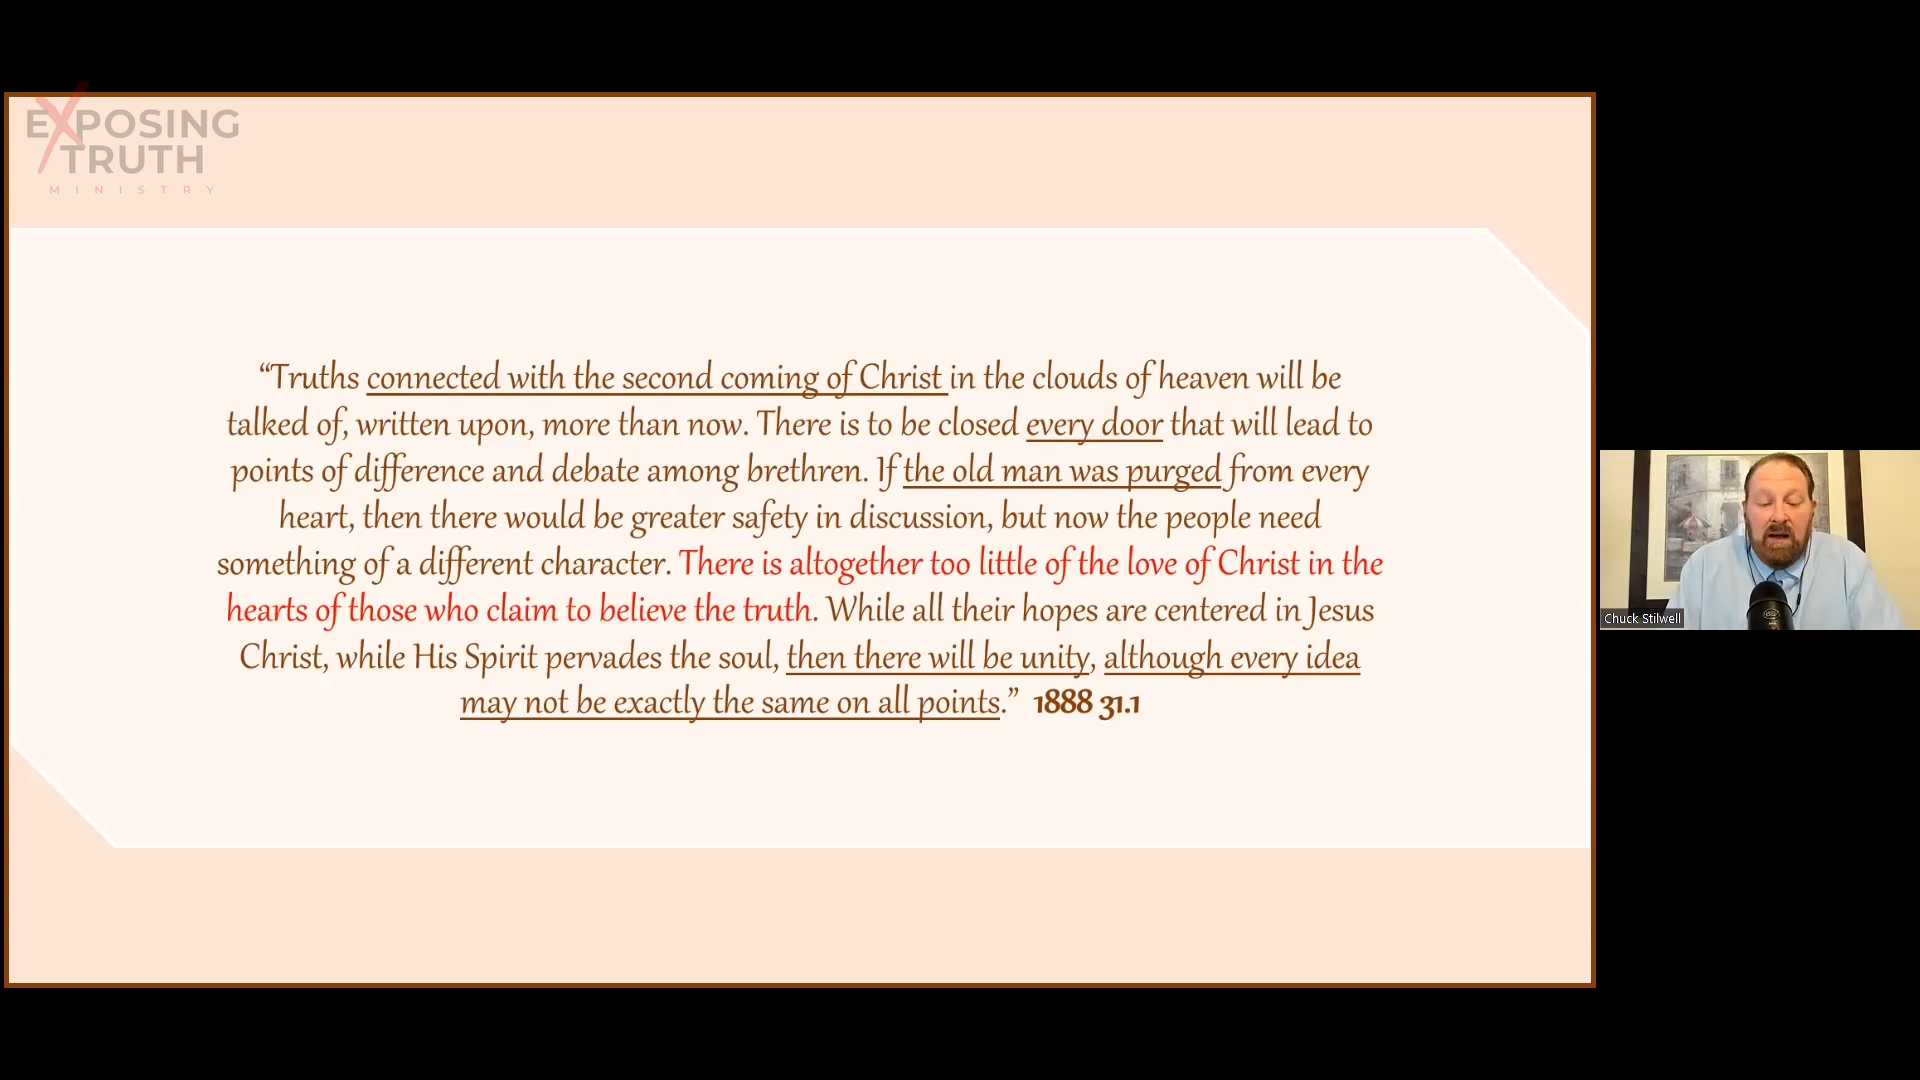 EXPOSING
TRUTH
MINISTRY
“Truths connected with the second coming of Christ in the clouds of heaven will be
talked of, written upon, more than now. There is to be closed every door that will lead to
points of difference and debate among brethren. If the old man was purged from every
heart, then there would be greater safety in discussion, but now the people need
something of a different character. There is altogether too little of the love of Christ in the
hearts of those who claim to believe the truth. While all their hopes are centered in Jesus
Christ, while His Spirit pervades the soul, then there will be unity, although every idea
may not be exactly the same on all points.” 1888 31.1
Chuck Stilwell